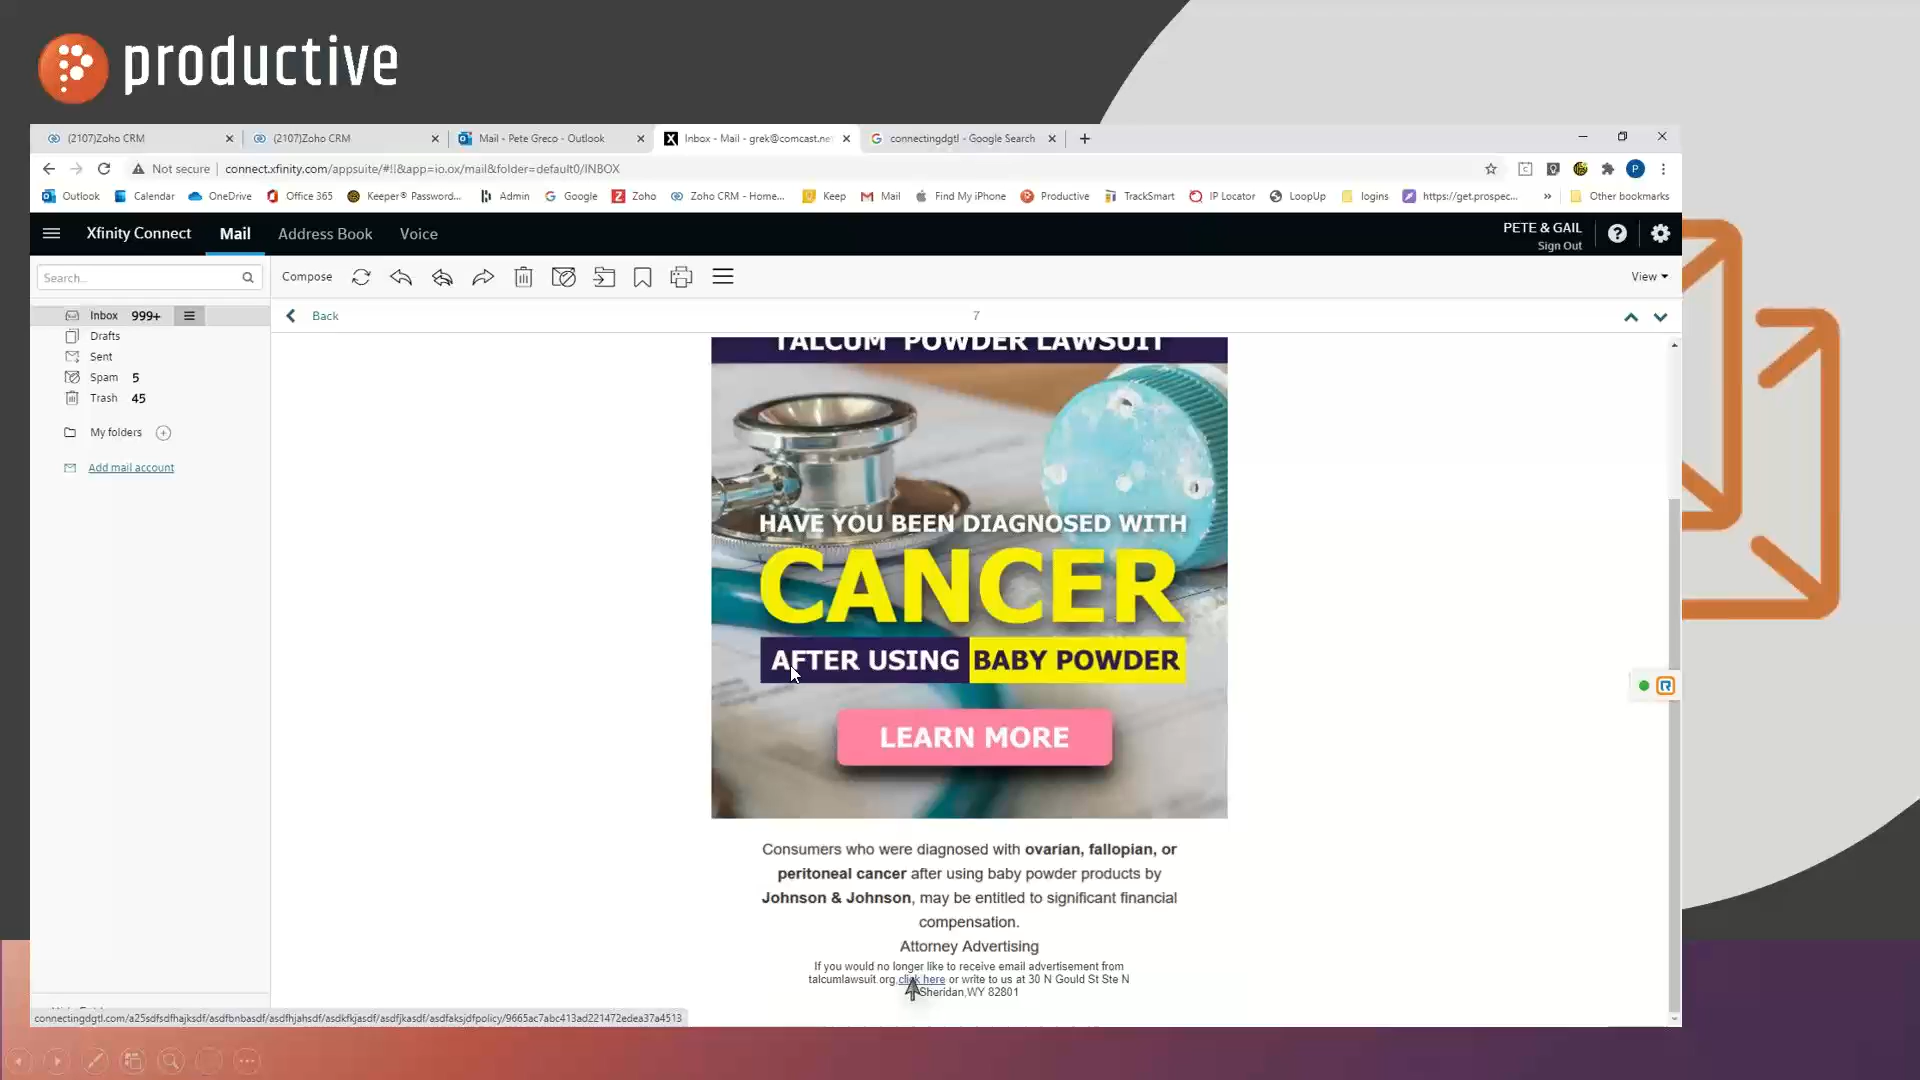 productive
(2107)Zoho CRM
(2107)Zoho CRM
Mail - Pete Greco - Outlook
Inbox - Mail - grek@comcast.ne
connectingdgtl - Google Search
Not secure
connect.xfinity.com/appsuite/#!!&app=io.ox/mail&folder=default0/INBOX
Outlook
Calendar
OneDrive
Office 365
Keeper® Password...
Admin
Google
Zoho
Zoho CRM - Home...
Keep
Mail
Find My iPhone
Productive
TrackSmart
IP Locator
LoopUp
logins
https://get.prospec...
Other bookmarks
Xfinity Connect
Mail
Address Book
Voice
PETE & GAIL
Sign Out
Search...
Compose
View
Inbox 999+
Drafts
Sent
Spam 5
Trash 45
My folders
Add mail account
Back
7
TALCUM POWDER LAWSUIT
HAVE YOU BEEN DIAGNOSED WITH
CANCER
AFTER USING BABY POWDER
LEARN MORE
Consumers who were diagnosed with ovarian, fallopian, or
peritoneal cancer after using baby powder products by
Johnson & Johnson, may be entitled to significant financial
compensation.
Attorney Advertising
If you would no longer like to receive email advertisement from
talcumlawsuit.org,click here or write to us at 30 N Gould St Ste N
Sheridan,WY 82801
connectingdgtl.com/a25sdfsdfhajksdf/asdfbnbasdf/asdfhjahsdf/asdkfkjasdf/asdfjkasdf/asdfaksjdfpolicy/9665ac7abc413ad221472edea37a4513